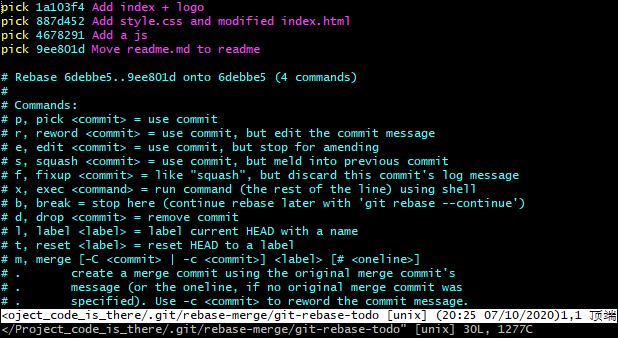 pick 1a103f4 Add index + logo
pick 887d452 Add style.css and modified index.html
pick 4678291 Add a js
pick 9ee801d Move readme.md to readme
# Rebase 6debbe5..9ee801d onto 6debbe5 (4 commands)
#
# Commands:
# p, pick <commit> = use commit
# r, reword <commit> = use commit, but edit the commit message
# e, edit <commit> = use commit, but stop for amending
# s, squash <commit> = use commit, but meld into previous commit
# f, fixup <commit> = like "squash", but discard this commit's log message
# x, exec <command> = run command (the rest of the line) using shell
# b, break = stop here (continue rebase later with 'git rebase --continue')
# d, drop <commit> = remove commit
# l, label <label> = label current HEAD with a name
# t, reset <label> = reset HEAD to a label
# m, merge [-C <commit> | -c <commit>] <label> [# <oneline>]
# .       create a merge commit using the original merge commit's
# .       message (or the oneline, if no original merge commit was
# .       specified). Use -c <commit> to reword the commit message.
<oject_code_is_there/.git/rebase-merge/git-rebase-todo [unix] (20:25 07/10/2020)1,1 顶端
</Project_code_is_there/.git/rebase-merge/git-rebase-todo" [unix] 30L, 1277C